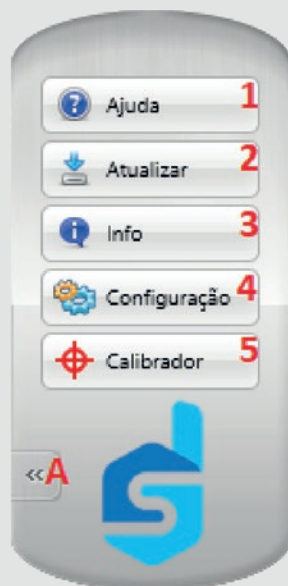 Ajuda 1
Atualizar 2
Info 3
Configuração 4
Calibrador 5
«A